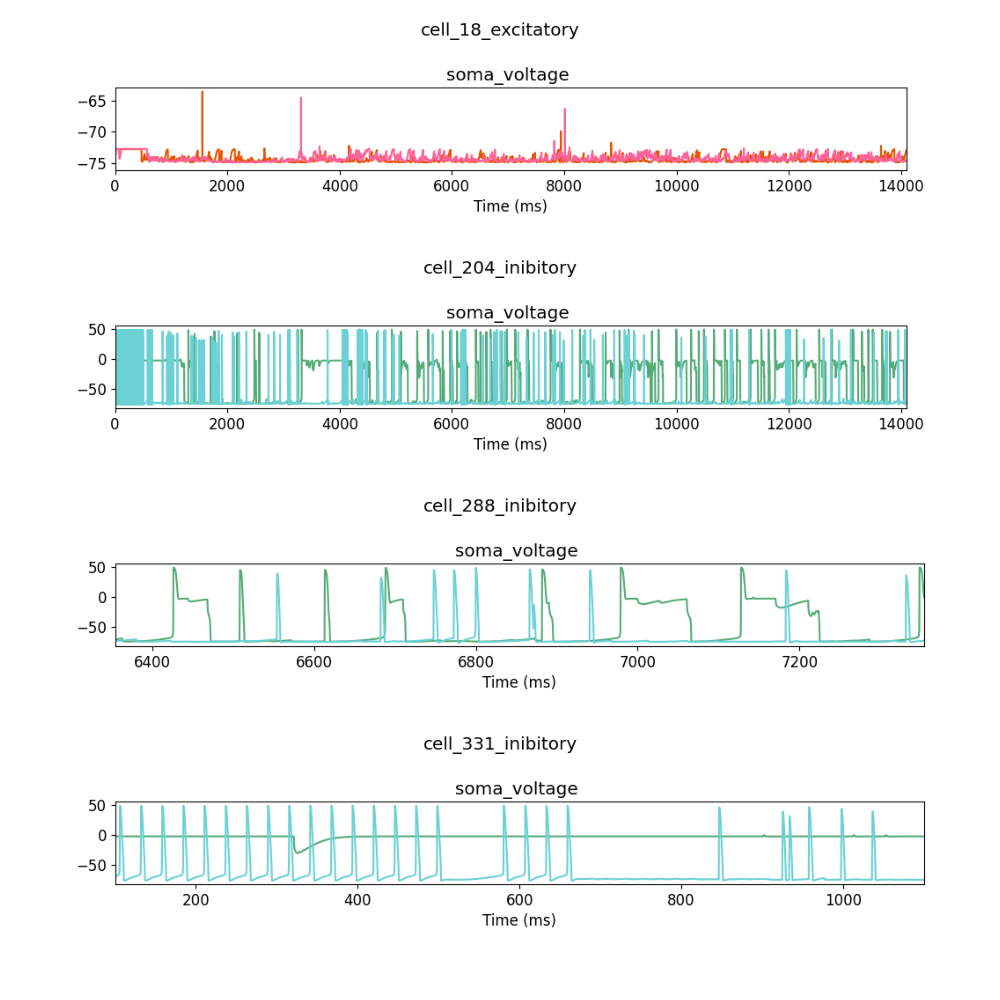 cell_18_excitatory
soma_voltage
−65
−70
−75
0 2000 4000 6000 8000 10000 12000 14000
Time (ms)
cell_204_inibitory
soma_voltage
50
0
−50
0 2000 4000 6000 8000 10000 12000 14000
Time (ms)
cell_288_inibitory
soma_voltage
50
0
−50
6400 6600 6800 7000 7200
Time (ms)
cell_331_inibitory
soma_voltage
50
0
−50
200 400 600 800 1000
Time (ms)